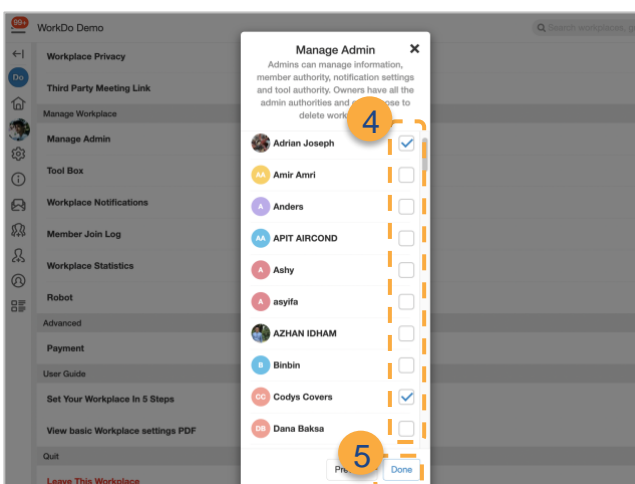 99+
WorkDo Demo
Search workplaces, g
Do
Workplace Privacy
Third Party Meeting Link
Manage Workplace
Manage Admin
Tool Box
Workplace Notifications
Member Join Log
Workplace Statistics
Robot
Advanced
Payment
User Guide
Set Your Workplace In 5 Steps
View basic Workplace settings PDF
Quit
Leave This Workplace
Manage Admin
Admins can manage information,
member authority, notification settings
and tool authority. Owners have all the
admin authorities and ose to
delete work
4
Adrian Joseph
AA Amir Amri
A Anders
AA APIT AIRCOND
A Ashy
A asyifa
AZHAN IDHAM
B Binbin
CC Codys Covers
DB Dana Baksa
5
Pre
Done